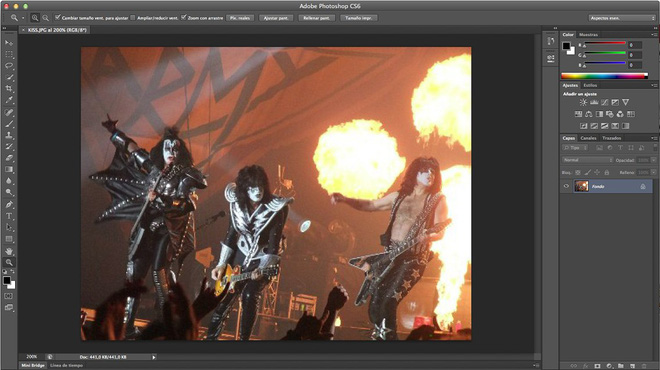 Adobe Photoshop CS6
Cambiar tamaño vent. para ajustar Ampliar/reducir vent. Zoom con arrastre Píx. reales Ajustar pant. Rellenar pant. Tamaño impr. Aspectos esen.
× KISS.JPG al 200% (RGB/8*)
Color Muestras
R 0
G 0
B 0
Ajustes Estilos
Añadir un ajuste
Capas Canales Trazados
Tipo
Normal Opacidad:
Bloq.: Relleno:
Fondo
200% Doc: 441,0 KB/441,0 KB
Mini Bridge Línea de tiempo